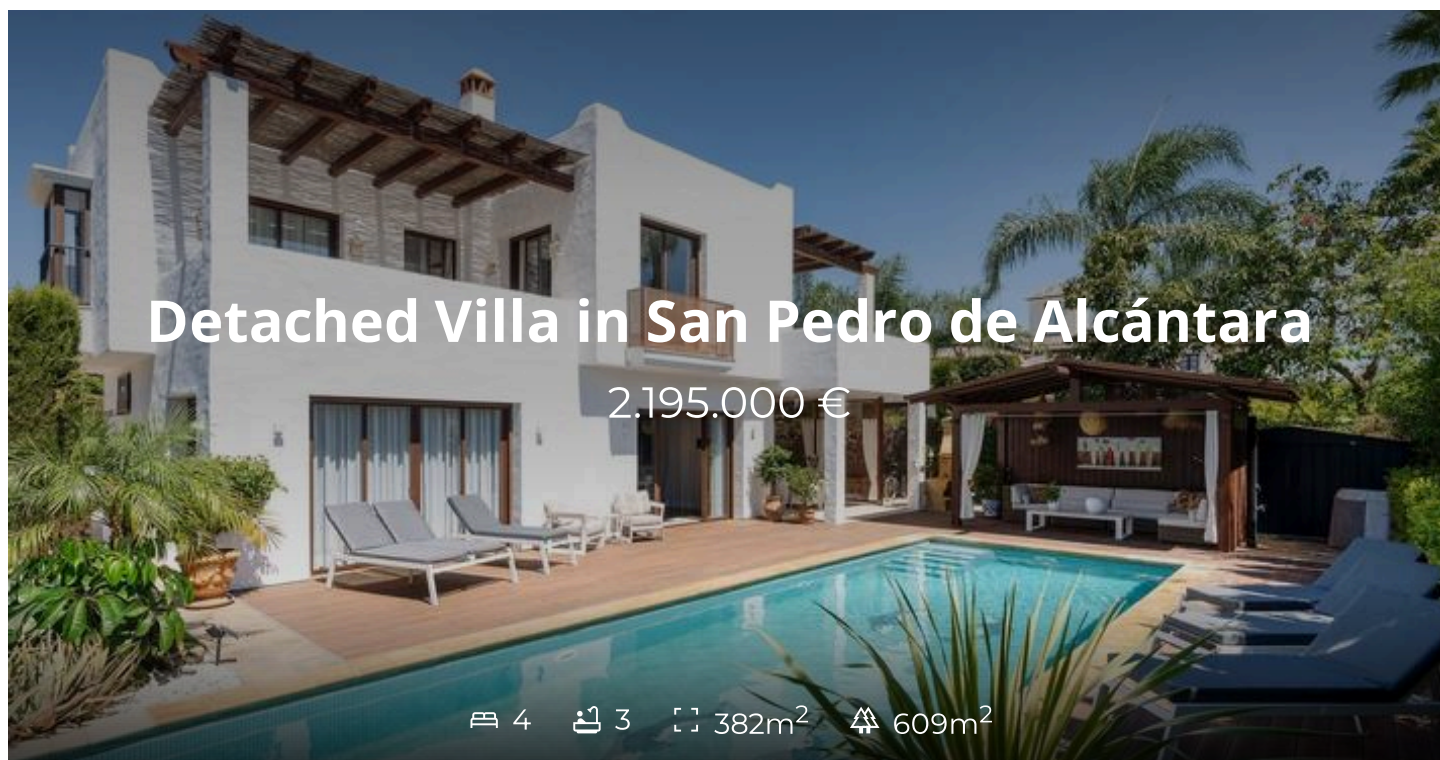 Detached Villa in San Pedro de Alcántara
2.195.000 €
4 3 382m² 609m²